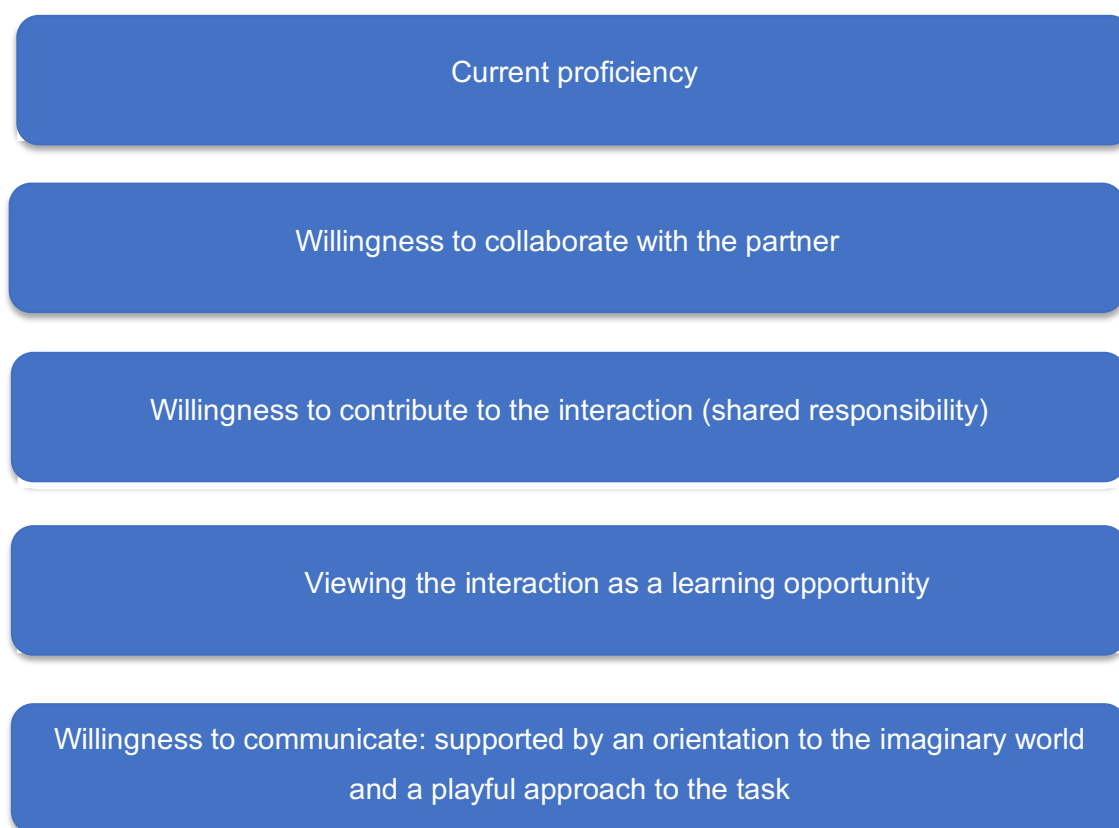 Current proficiency
Willingness to collaborate with the partner
Willingness to contribute to the interaction (shared responsibility)
Viewing the interaction as a learning opportunity
Willingness to communicate: supported by an orientation to the imaginary world
and a playful approach to the task